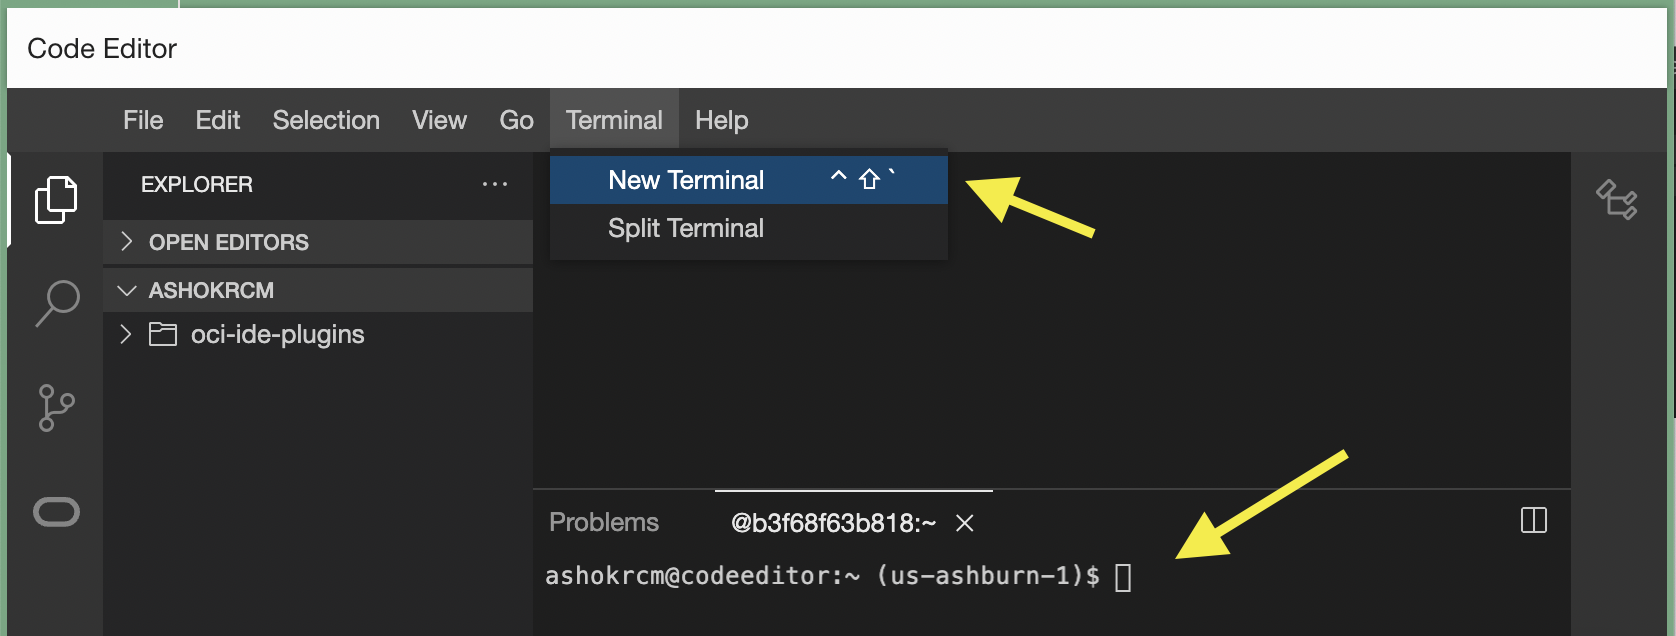 Code Editor
File Edit Selection View Go Terminal Help
EXPLORER ...
New Terminal ^ ⇧ `
Split Terminal
OPEN EDITORS
ASHOKRCM
oci-ide-plugins
Problems @b3f68f63b818:~ ×
ashokrcm@codeeditor:~ (us-ashburn-1)$